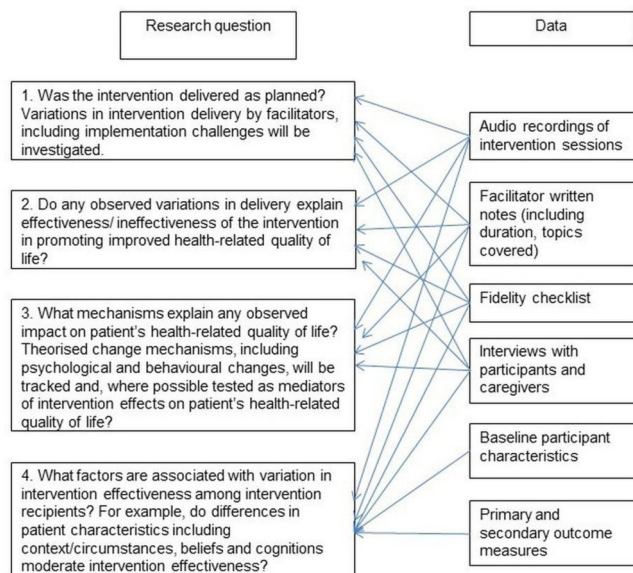 Research question
Data
1. Was the intervention delivered as planned?
Variations in intervention delivery by facilitators,
including implementation challenges will be
investigated.
2. Do any observed variations in delivery explain
effectiveness/ ineffectiveness of the intervention
in promoting improved health-related quality of
life?
3. What mechanisms explain any observed
impact on patient's health-related quality of life?
Theorised change mechanisms, including
psychological and behavioural changes, will be
tracked and, where possible tested as mediators
of intervention effects on patient's health-related
quality of life?
4. What factors are associated with variation in
intervention effectiveness among intervention
recipients? For example, do differences in
patient characteristics including
context/circumstances, beliefs and cognitions
moderate intervention effectiveness?
Audio recordings of
intervention sessions
Facilitator written
notes (including
duration, topics
covered)
Fidelity checklist
Interviews with
participants and
caregivers
Baseline participant
characteristics
Primary and
secondary outcome
measures